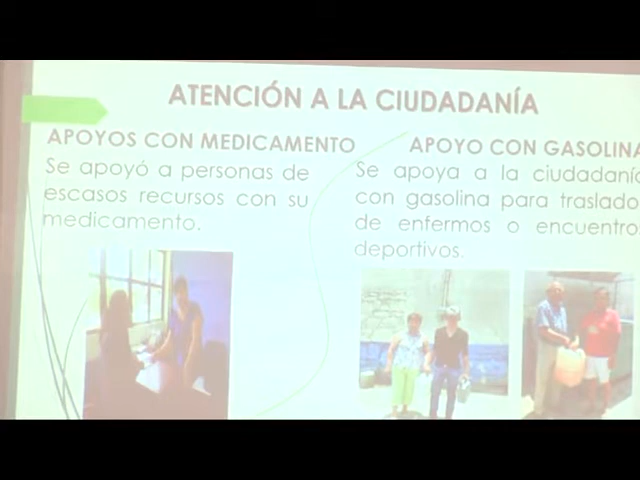 ATENCIÓN A LA CIUDADANÍA
APOYOS CON MEDICAMENTO
Se apoyó a personas de
escasos recursos con su
medicamento.
APOYO CON GASOLINA
Se apoya a la ciudadanía
con gasolina para traslado
de enfermos o encuentro
deportivos.